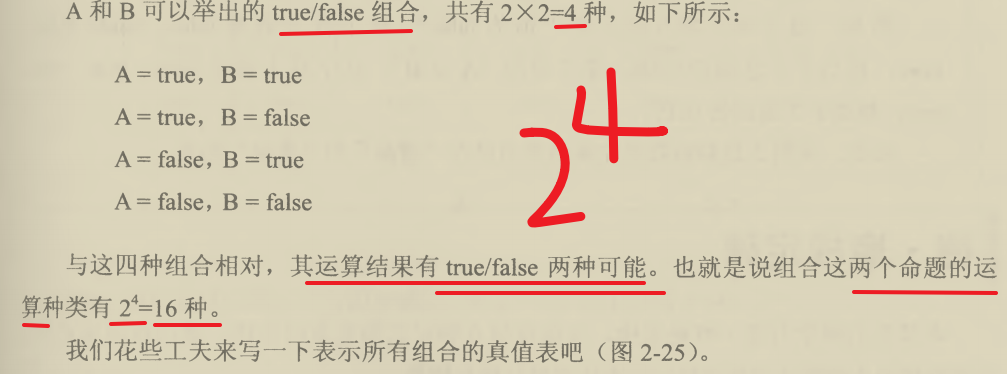 A 和 B 可以举出的 true/false 组合，共有 2×2=4 种，如下所示：
A = true，B = true
A = true，B = false
A = false，B = true
A = false，B = false
2⁴
与这四种组合相对，其运算结果有 true/false 两种可能。也就是说组合这两个命题的运
算种类有 2⁴=16 种。
我们花些工夫来写一下表示所有组合的真值表吧（图 2-25）。